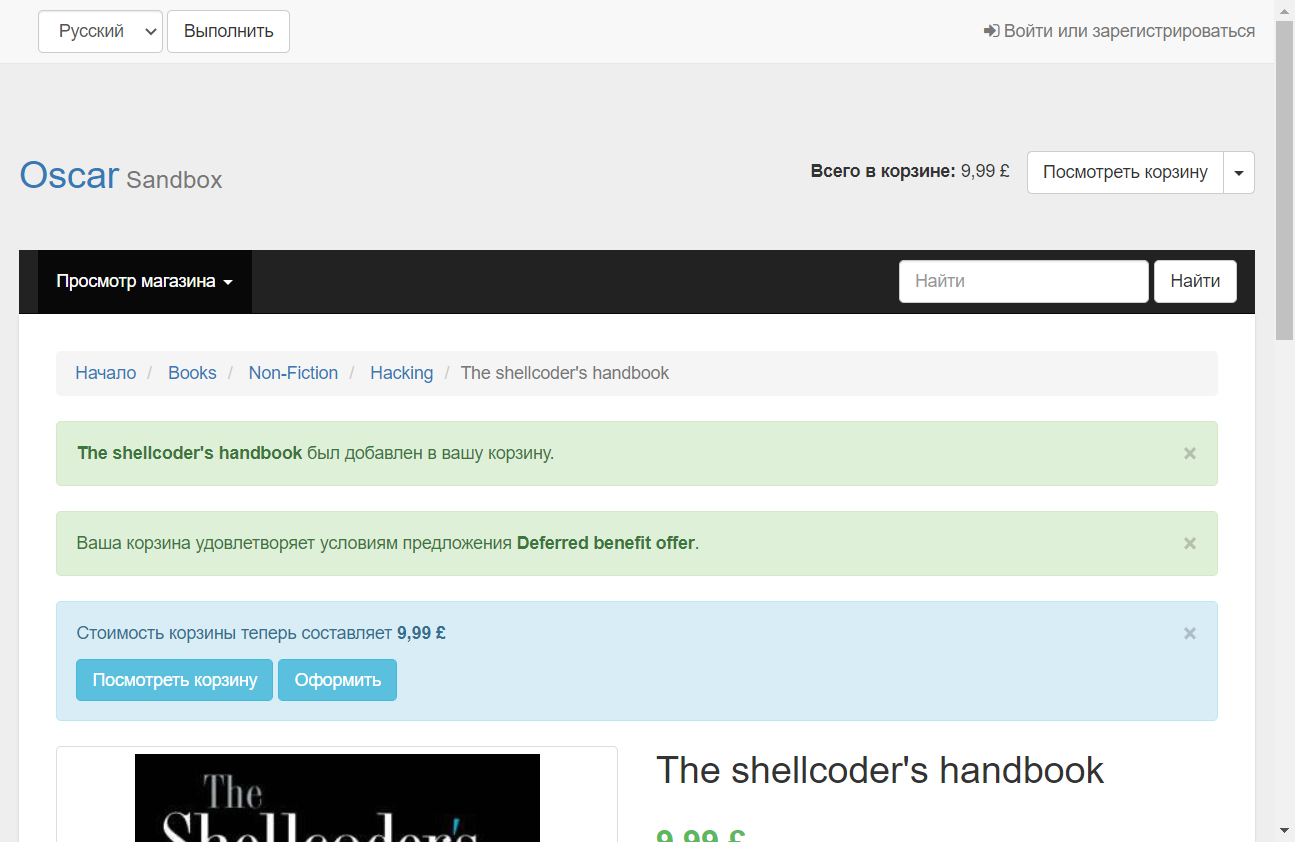 Русский Выполнить Войти или зарегистрироваться
Oscar Sandbox Всего в корзине: 9,99 £ Посмотреть корзину
Просмотр магазина Найти Найти
Начало / Books / Non-Fiction / Hacking / The shellcoder's handbook
The shellcoder's handbook был добавлен в вашу корзину. ×
Ваша корзина удовлетворяет условиям предложения Deferred benefit offer. ×
Стоимость корзины теперь составляет 9,99 £ ×
Посмотреть корзину Оформить
The shellcoder's handbook
The
Shellcoder's
9,99 £